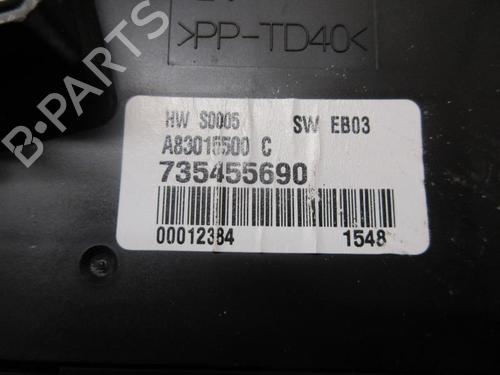 >PP-TD40<
HW S0005 SW EB03
A83015500 C
735455690
00012384 1548
B PARTS